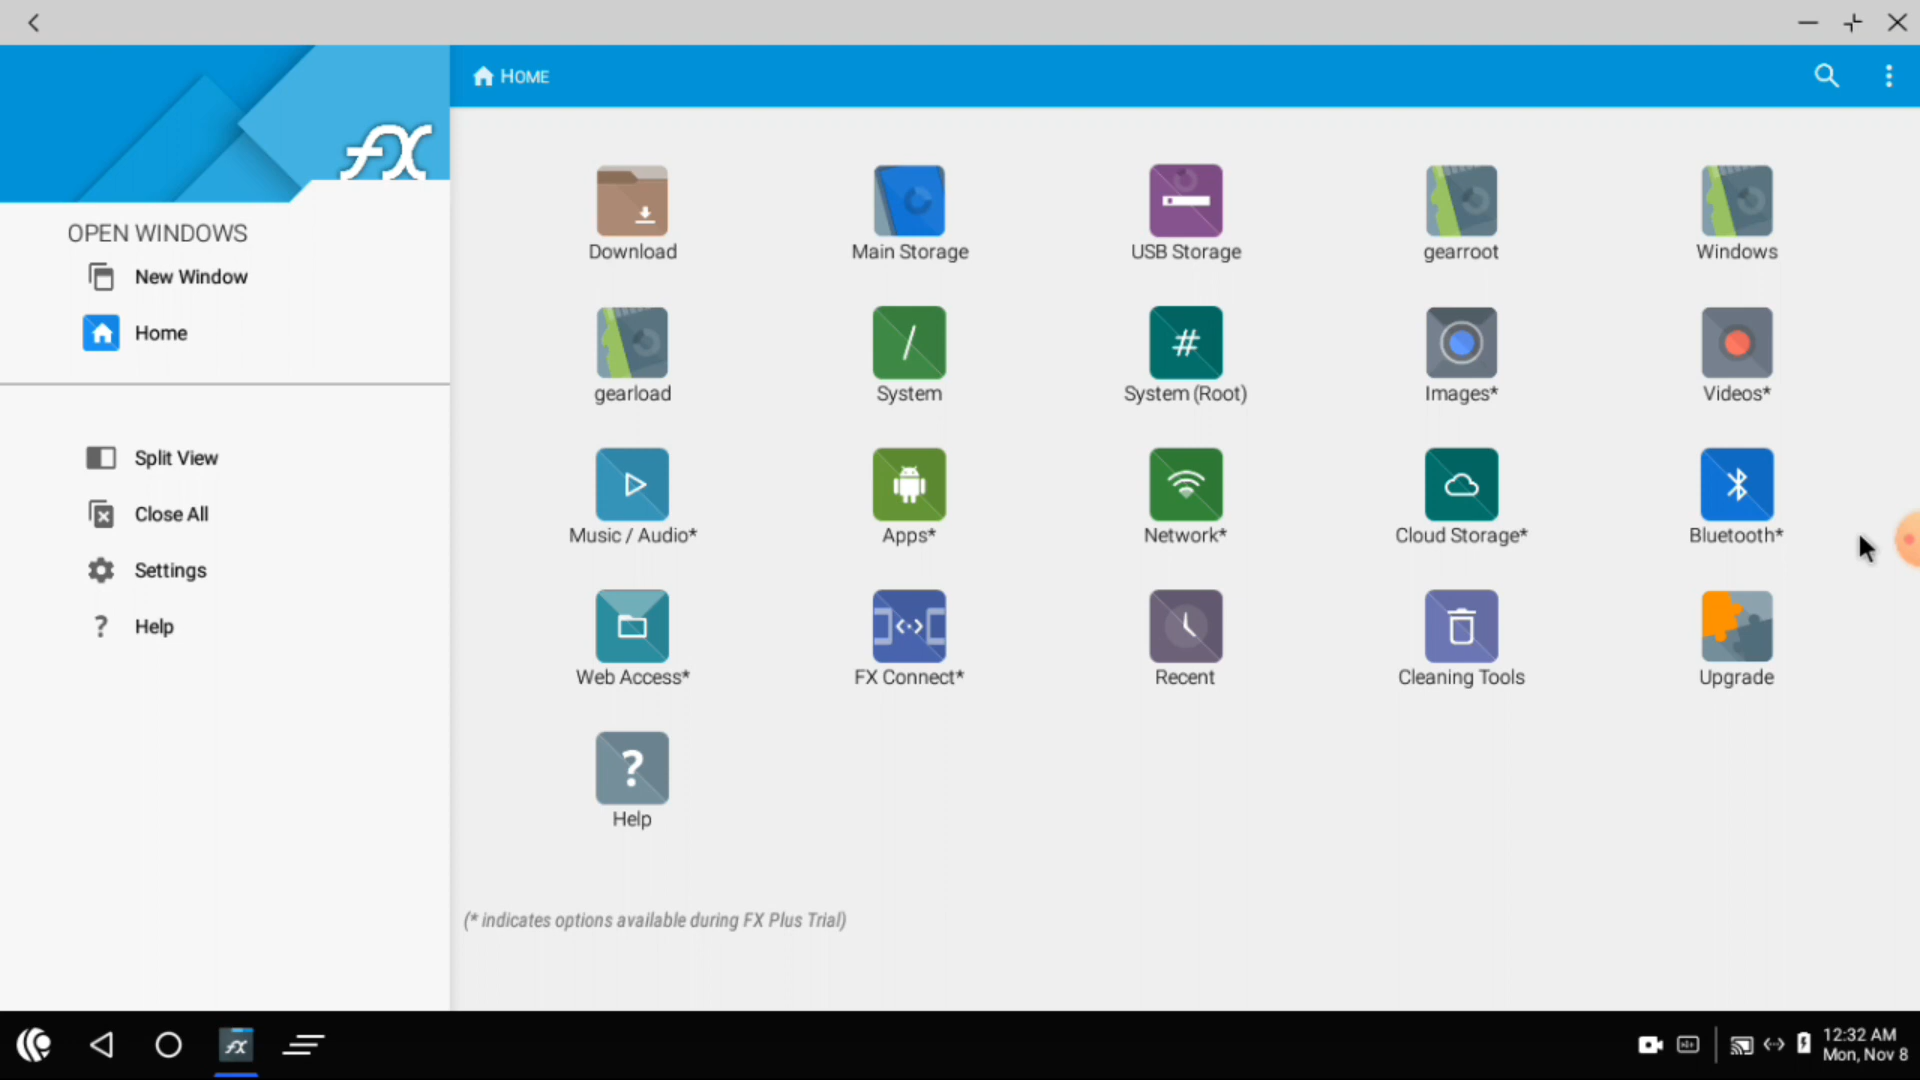 HOME
fx
OPEN WINDOWS
New Window
Home
Split View
Close All
Settings
? Help
Download
Main Storage
USB Storage
gearroot
Windows
gearload
/
System
#
System (Root)
Images*
Videos*
Music / Audio*
Apps*
Network*
Cloud Storage*
Bluetooth*
Web Access*
FX Connect*
Recent
Cleaning Tools
Upgrade
?
Help
(* indicates options available during FX Plus Trial)
fx
12:32 AM
Mon, Nov 8